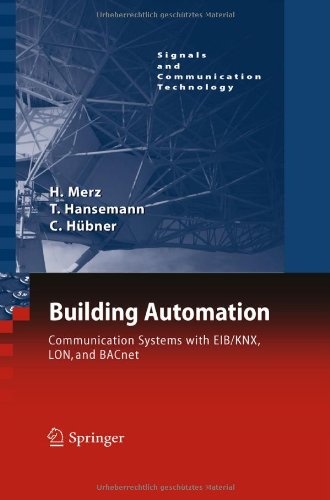 Urheberrechtlich geschütztes Material
Signals
and
Communication
Technology
H. Merz
T. Hansemann
C. Hübner
Building Automation
Communication Systems with EIB/KNX,
LON, and BACnet
Springer
Urheberrechtlich geschütztes Material